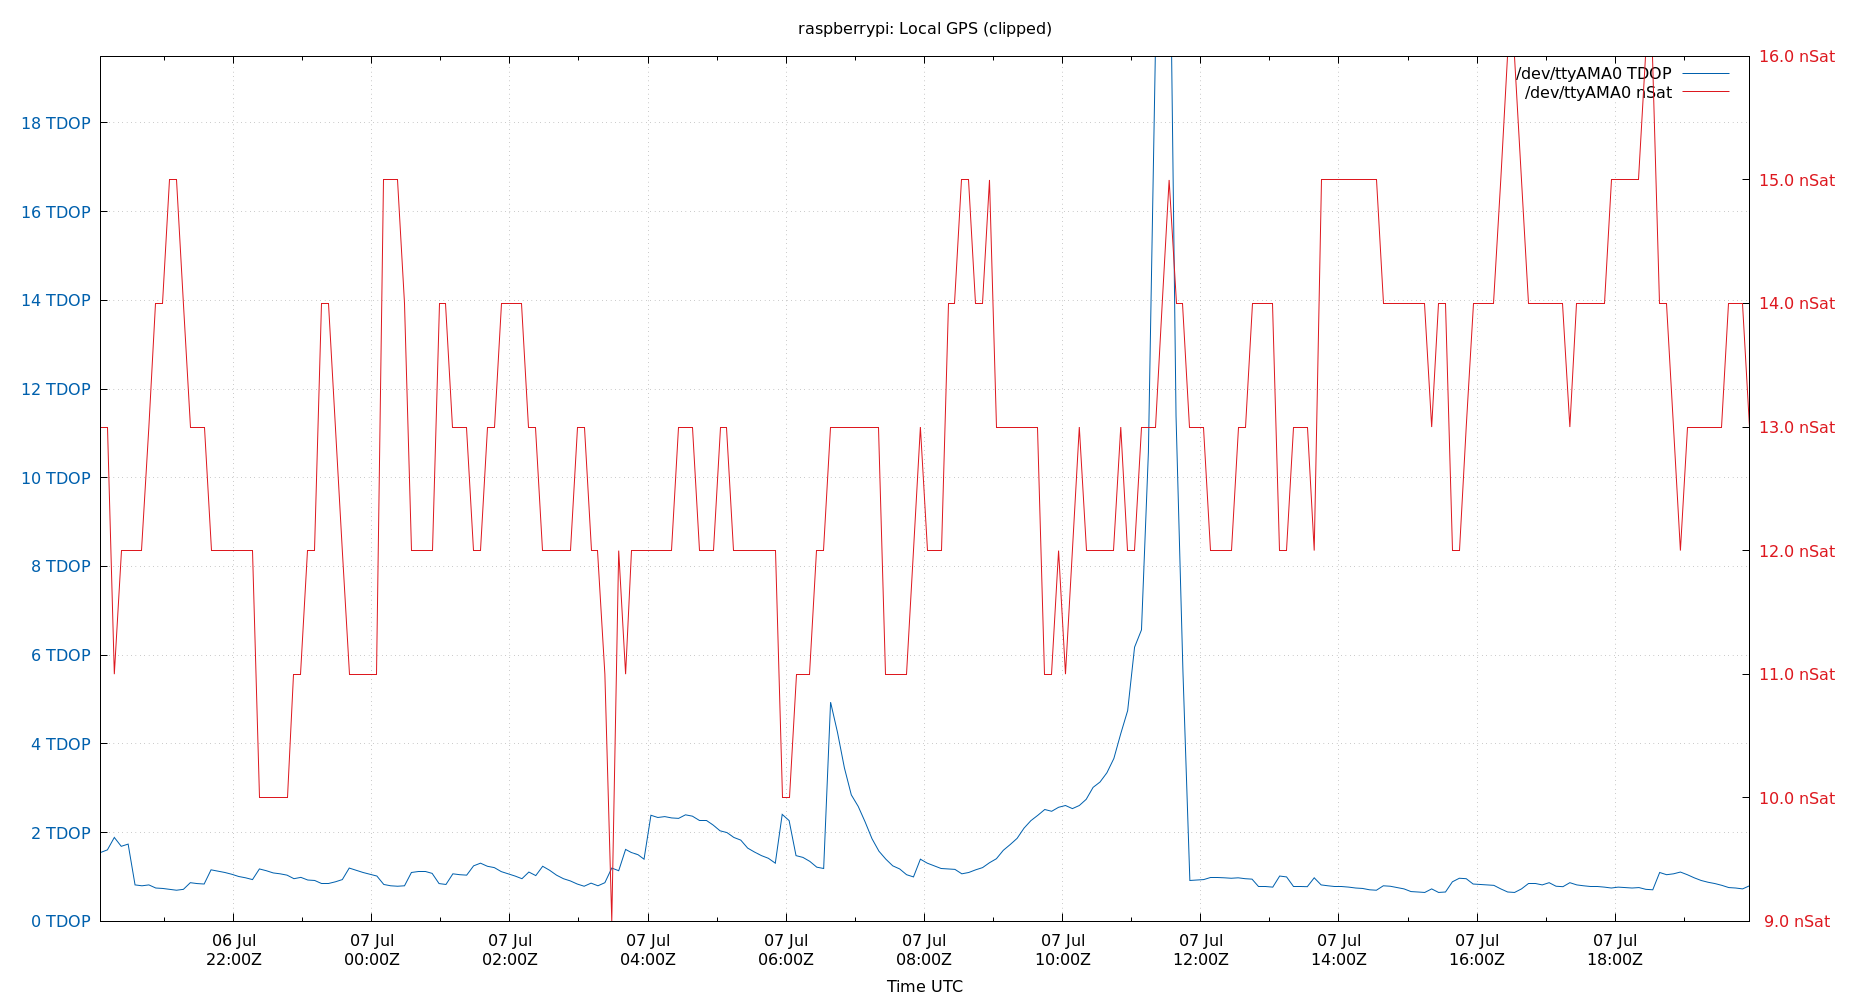 raspberrypi: Local GPS (clipped)
16.0 nSat
/dev/ttyAMA0 TDOP
/dev/ttyAMA0 nSat
18 TDOP
15.0 nSat
16 TDOP
14 TDOP
14.0 nSat
12 TDOP
13.0 nSat
10 TDOP
12.0 nSat
8 TDOP
6 TDOP
11.0 nSat
4 TDOP
10.0 nSat
2 TDOP
0 TDOP
9.0 nSat
06 Jul 07 Jul 07 Jul 07 Jul 07 Jul 07 Jul 07 Jul 07 Jul 07 Jul 07 Jul 07 Jul
22:00Z 00:00Z 02:00Z 04:00Z 06:00Z 08:00Z 10:00Z 12:00Z 14:00Z 16:00Z 18:00Z
Time UTC